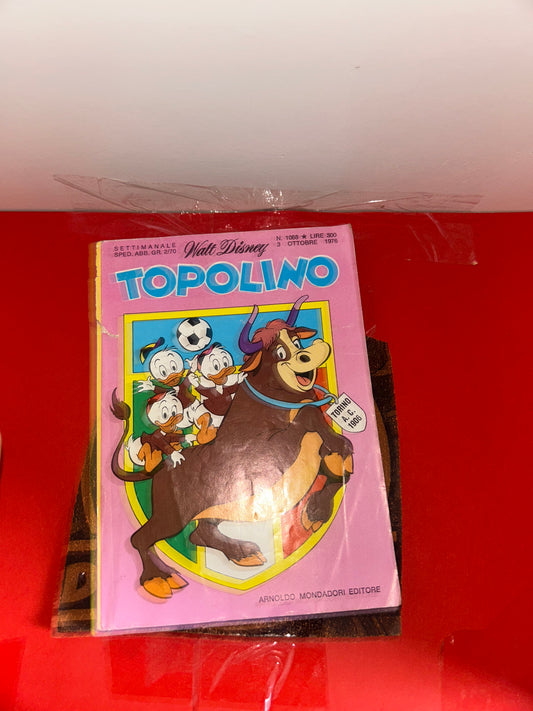 SETTIMANALE
SPED. ABB. GR. 2/70
Walt Disney
N. 1088 ★ LIRE 300
3 OTTOBRE 1976
TOPOLINO
TORINO
A. C.
1906
ARNOLDO MONDADORI EDITORE